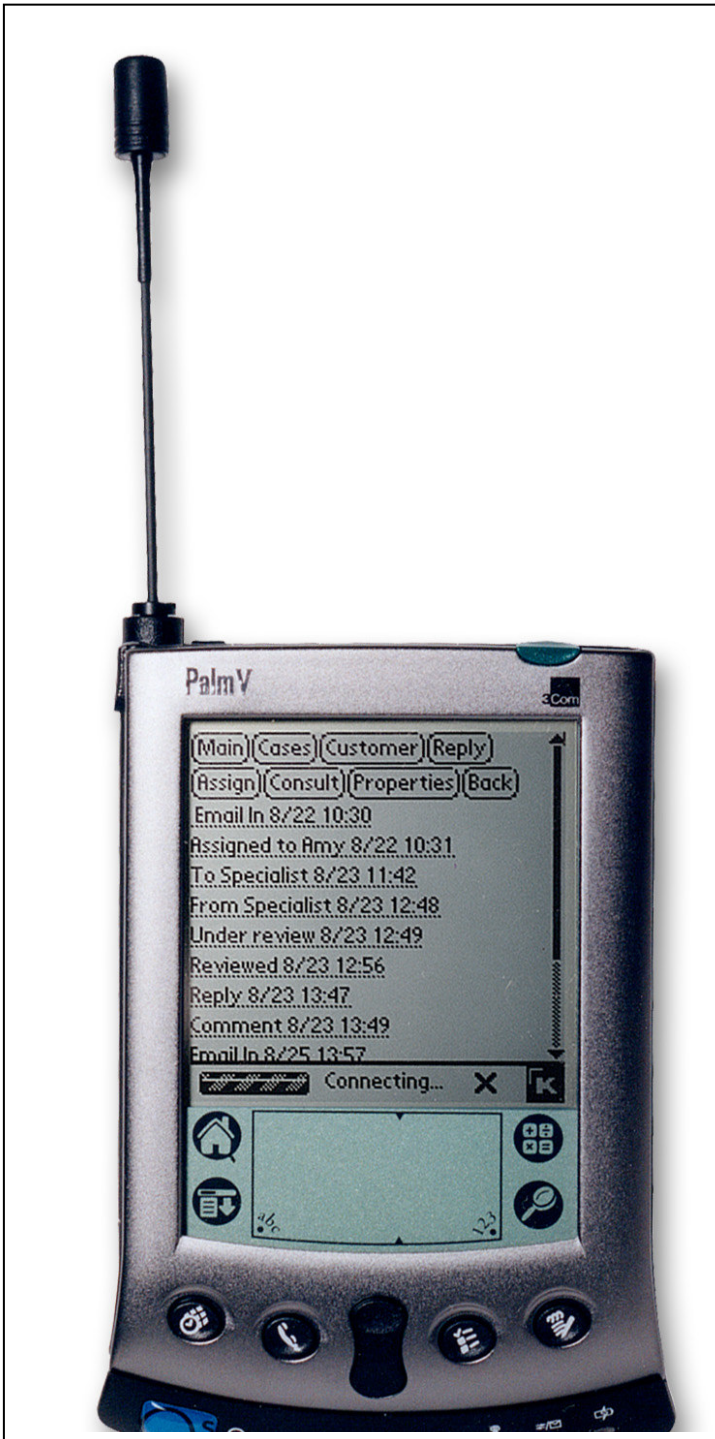 PalmV
3Com
Main Cases Customer Reply
Assign Consult Properties Back
Email In 8/22 10:30
Assigned to Amy 8/22 10:31
To Specialist 8/23 11:42
From Specialist 8/23 12:48
Under review 8/23 12:49
Reviewed 8/23 12:56
Reply 8/23 13:47
Comment 8/23 13:49
Email In 8/25 13:57
Connecting...
abc
123